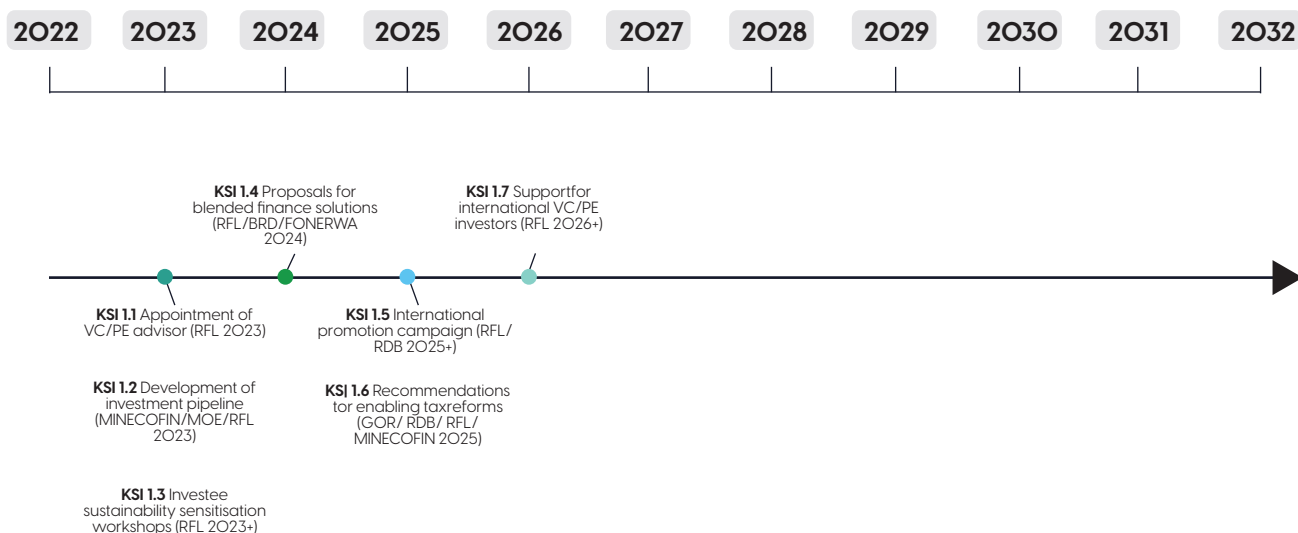 2022 2023 2024 2025 2026 2027 2028 2029 2030 2031 2032
KSI 1.4 Proposals for
blended finance solutions
(RFL/BRD/FONERWA
2024)
KSI 1.7 Supportfor
international VC/PE
investors (RFL 2026+)
KSI 1.1 Appointment of
VC/PE advisor (RFL 2023)
KSI 1.5 International
promotion campaign (RFL/
RDB 2025+)
KSI 1.2 Development of
investment pipeline
(MINECOFIN/MOE/RFL
2023)
KS| 1.6 Recommendations
tor enabling taxreforms
(GOR/ RDB/ RFL/
MINECOFIN 2025)
KSI 1.3 Investee
sustainability sensitisation
workshops (RFL 2023+)